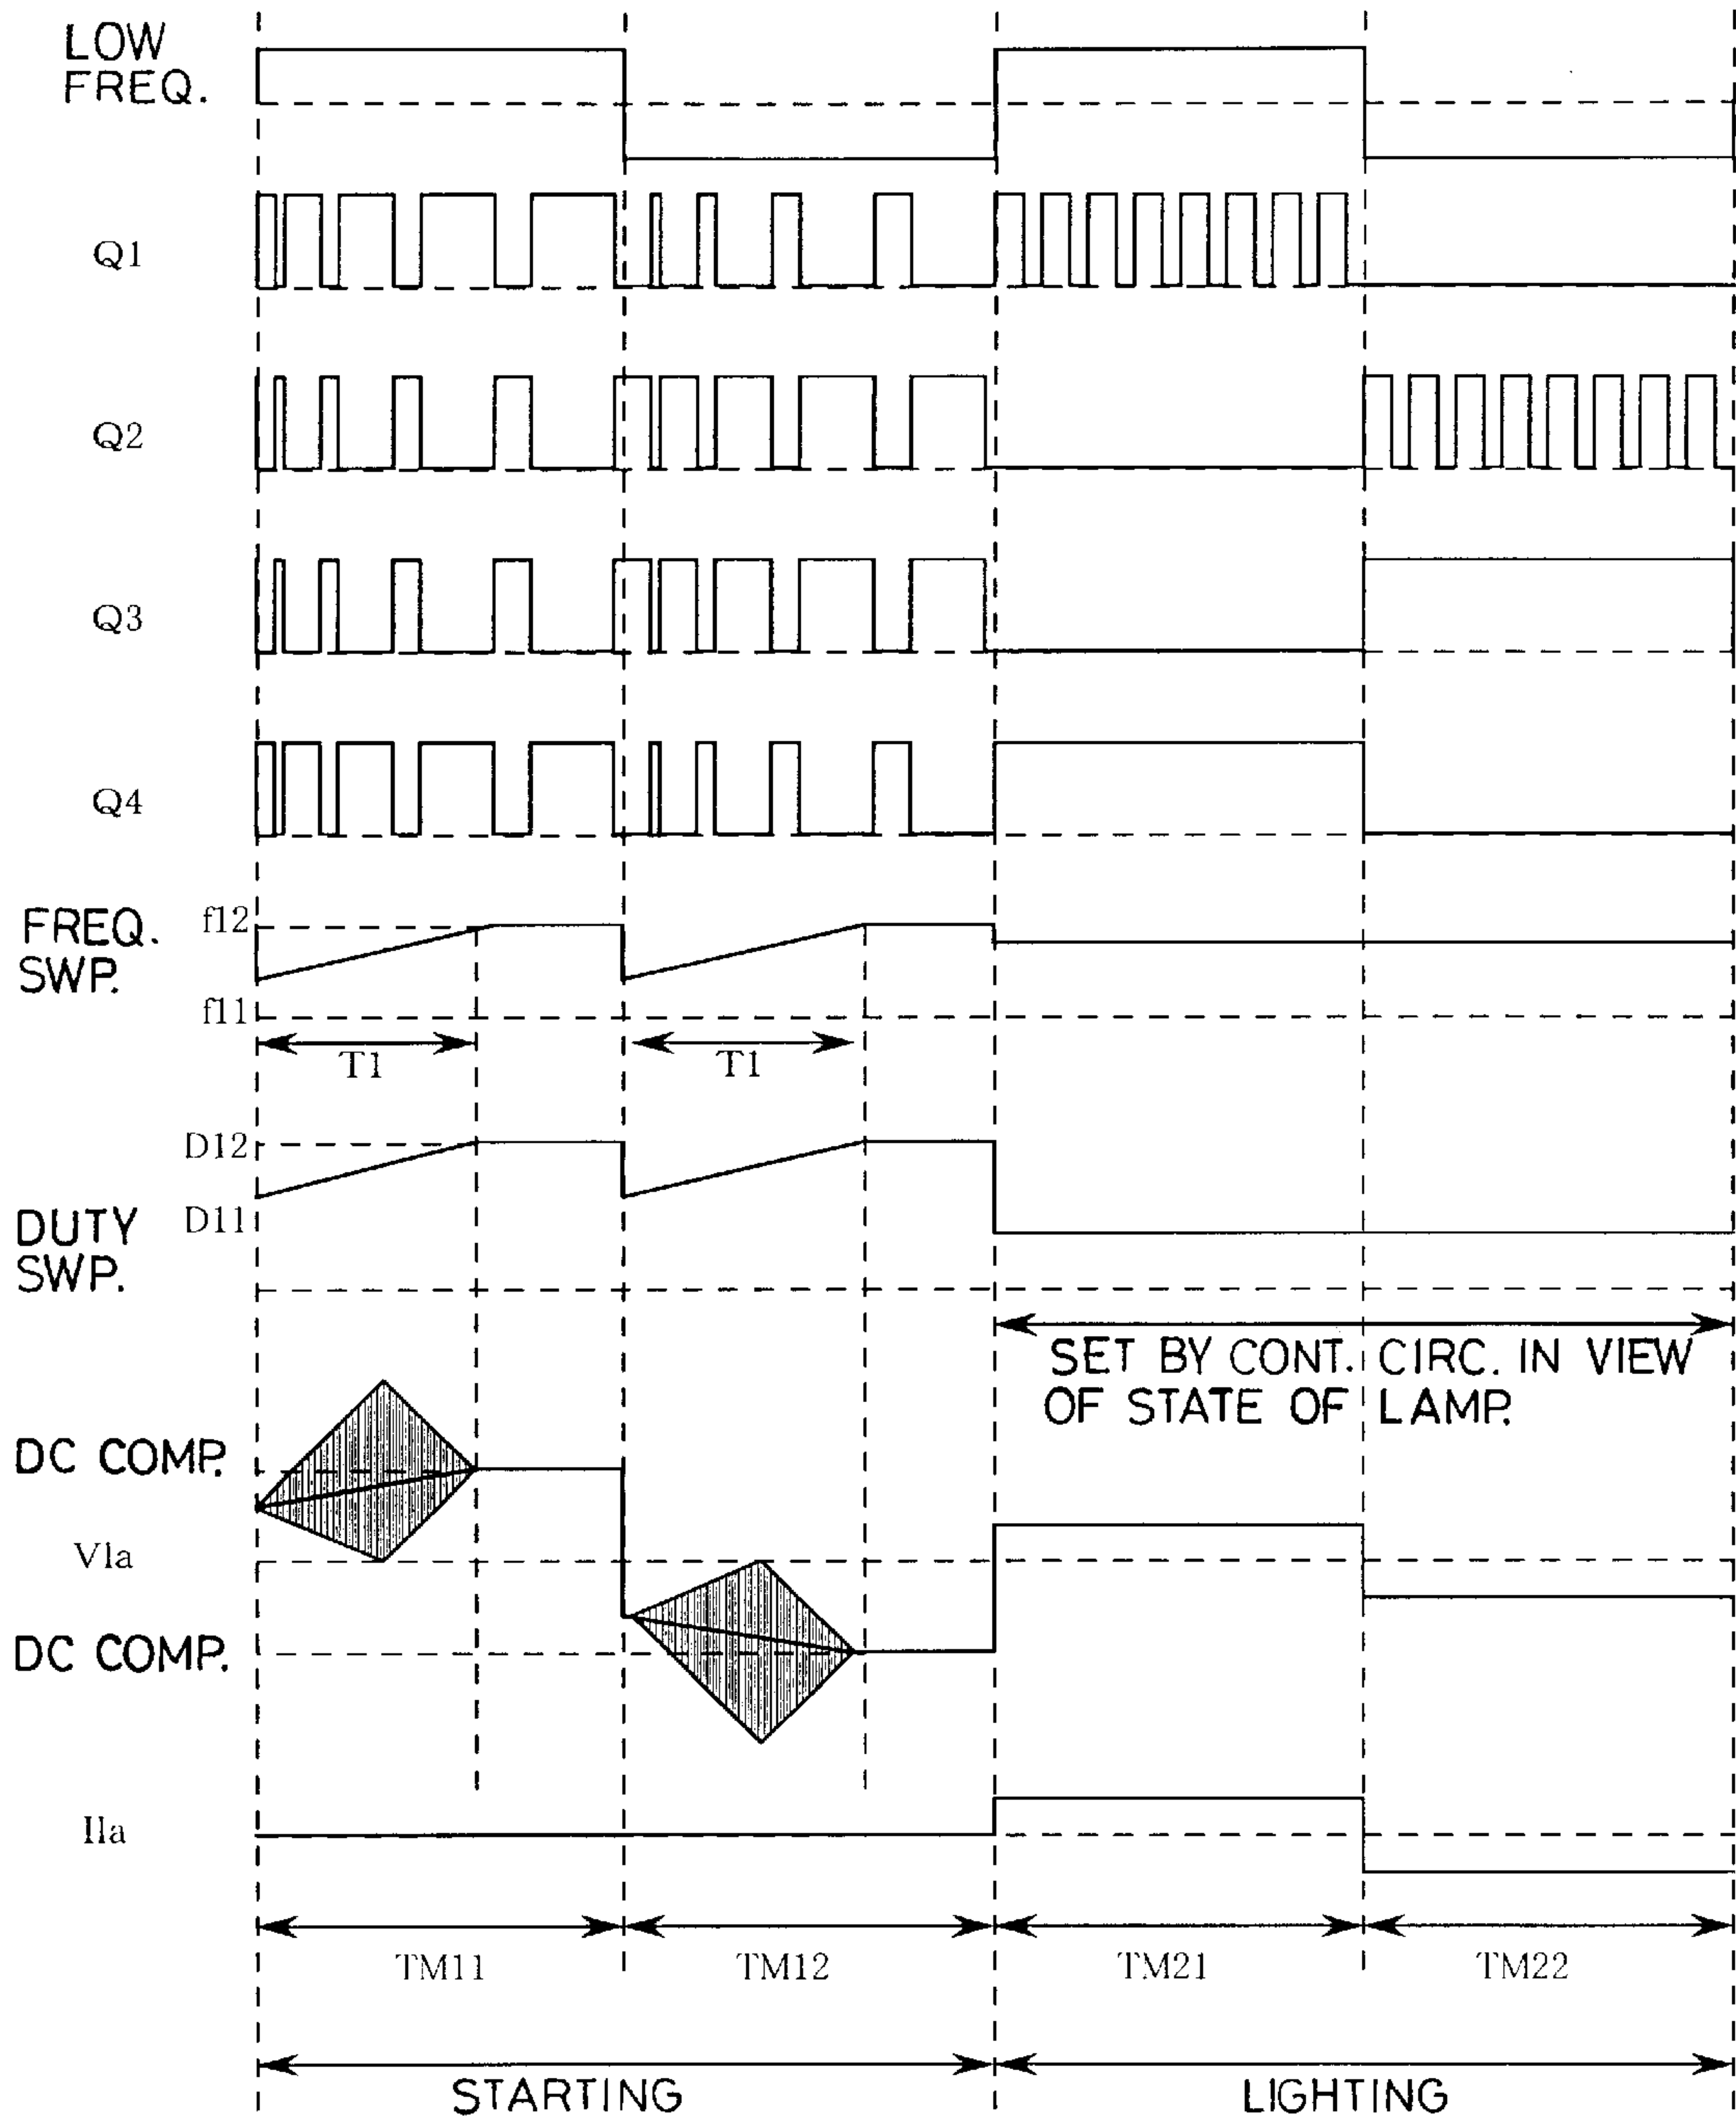 LOW
FREQ.
Q1
Q2
Q3
Q4
FREQ.
SWP.
f12
f11
T1
T1
D12
D11
DUTY
SWP.
SET BY CONT. CIRC. IN VIEW
OF STATE OF LAMP.
DC COMP.
Vla
DC COMP.
Ila
TM11
TM12
TM21
TM22
STARTING
LIGHTING